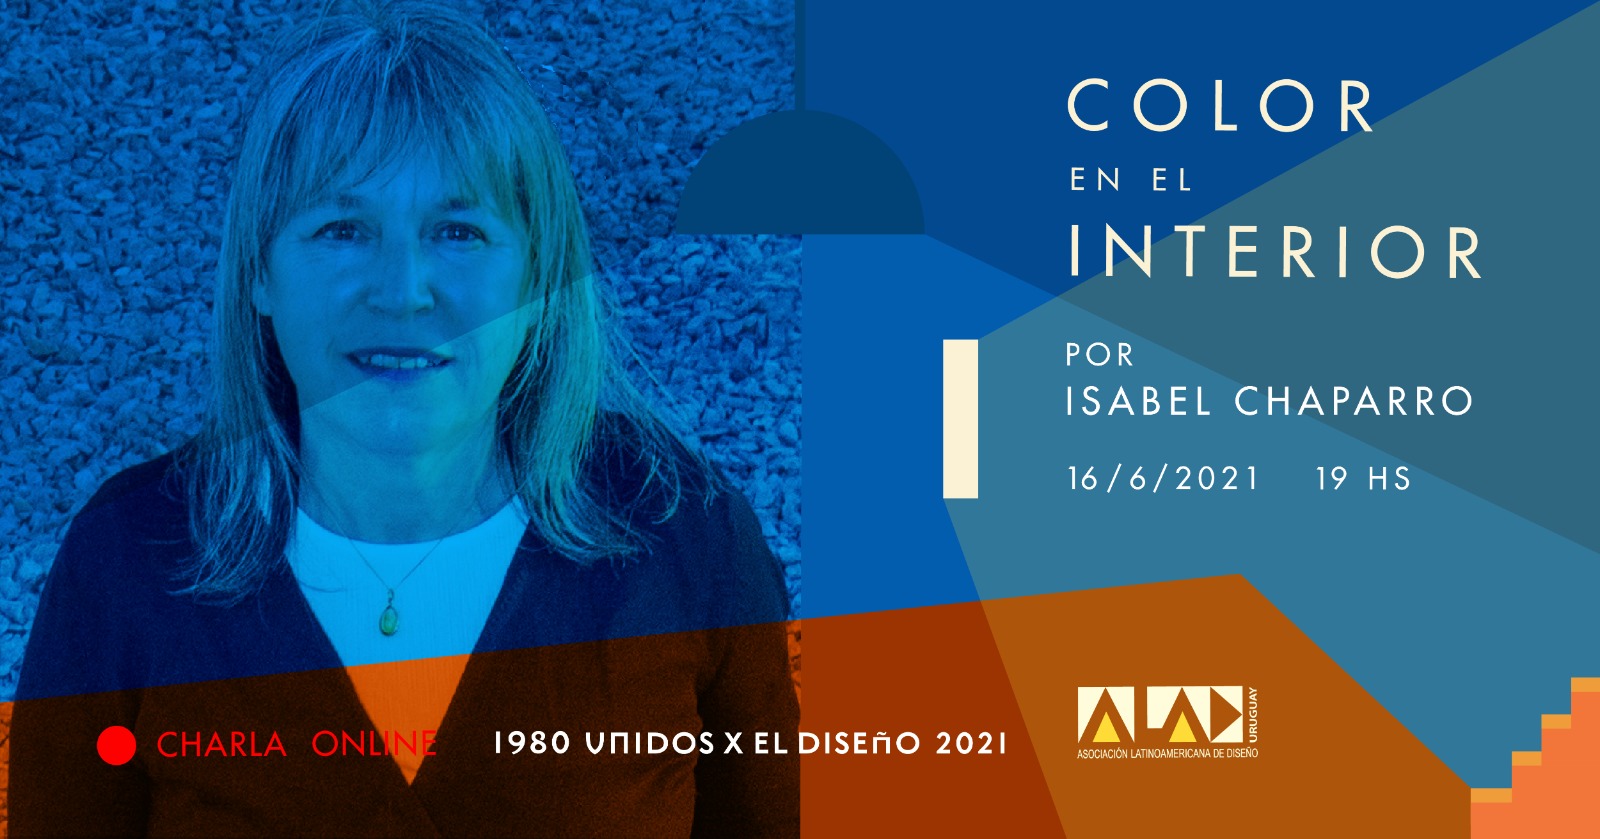 COLOR
EN EL
INTERIOR
POR
ISABEL CHAPARRO
16/6/2021 19 HS
CHARLA ONLINE
1980 UNIDOS X EL DISEÑO 2021
ALAD
URUGUAY
ASOCIACIÓN LATINOAMERICANA DE DISEÑO